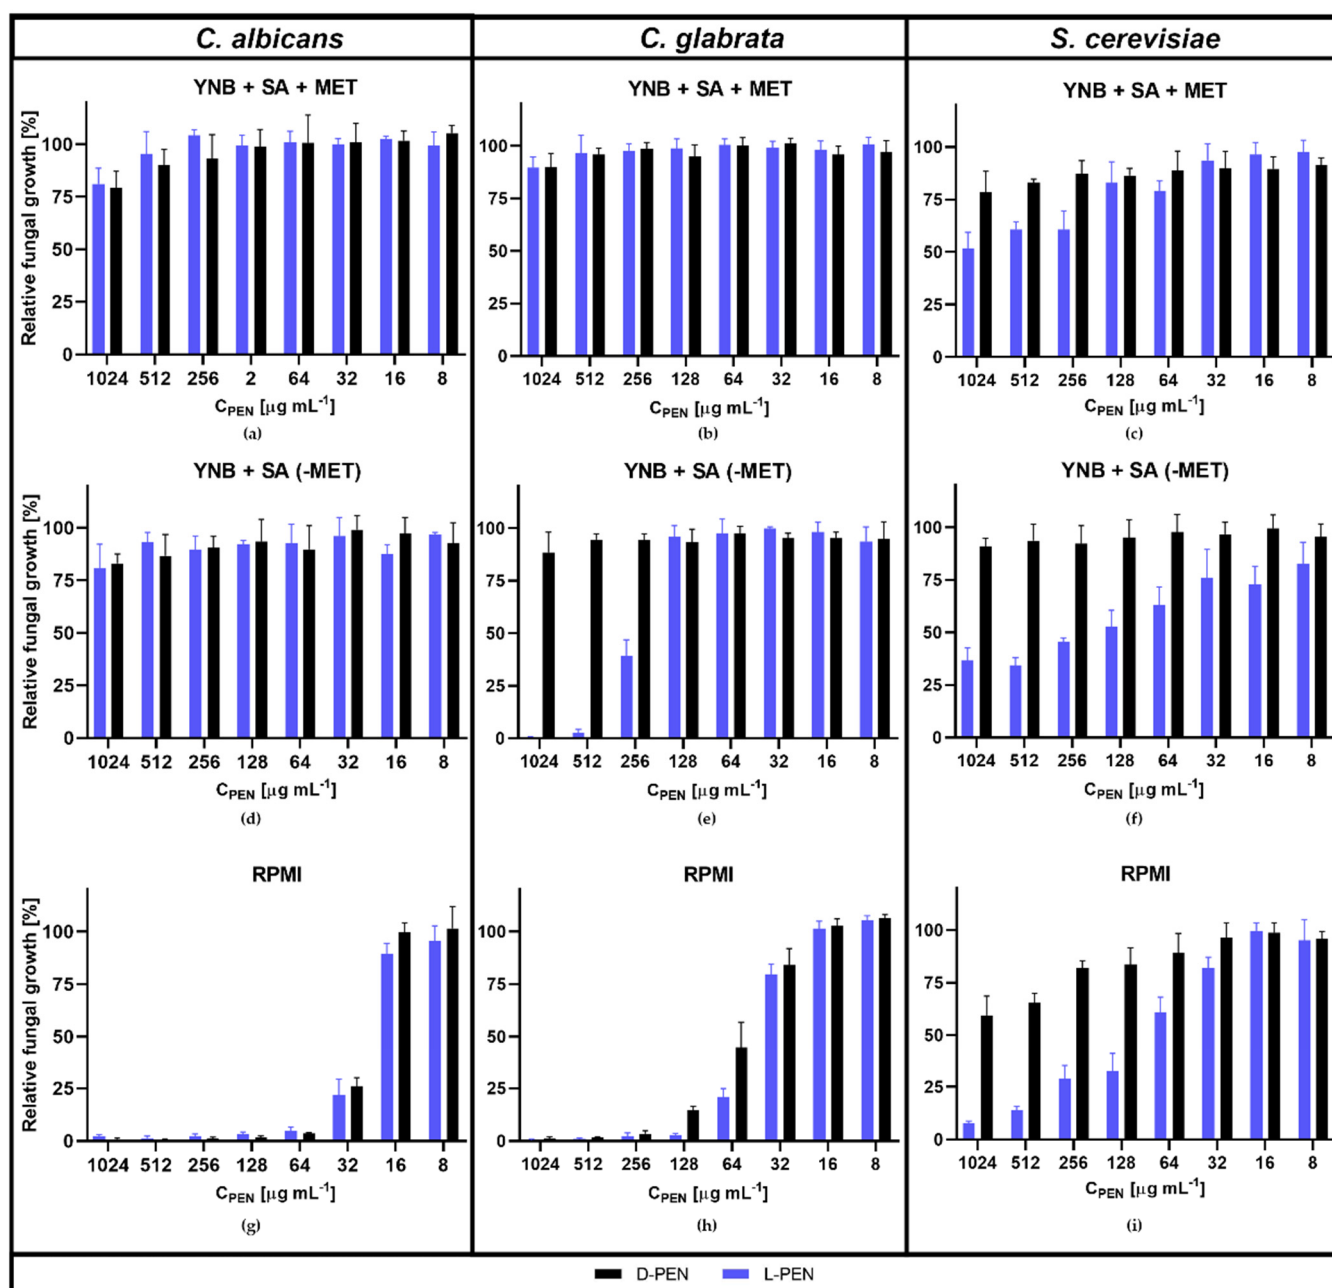 C. albicans
C. glabrata
S. cerevisiae
YNB + SA + MET
Relative fungal growth [%]
100
75
50
25
0
1024 512 256 2 64 32 16 8
C_PEN [µg mL⁻¹]
(a)
YNB + SA + MET
100
75
50
25
0
1024 512 256 128 64 32 16 8
C_PEN [µg mL⁻¹]
(b)
YNB + SA + MET
100
75
50
25
0
1024 512 256 128 64 32 16 8
C_PEN [µg mL⁻¹]
(c)
YNB + SA (-MET)
Relative fungal growth [%]
100
75
50
25
0
1024 512 256 128 64 32 16 8
C_PEN [µg mL⁻¹]
(d)
YNB + SA (-MET)
100
75
50
25
0
1024 512 256 128 64 32 16 8
C_PEN [µg mL⁻¹]
(e)
YNB + SA (-MET)
100
75
50
25
0
1024 512 256 128 64 32 16 8
C_PEN [µg mL⁻¹]
(f)
RPMI
Relative fungal growth [%]
100
75
50
25
0
1024 512 256 128 64 32 16 8
C_PEN [µg mL⁻¹]
(g)
RPMI
100
75
50
25
0
1024 512 256 128 64 32 16 8
C_PEN [µg mL⁻¹]
(h)
RPMI
100
75
50
25
0
1024 512 256 128 64 32 16 8
C_PEN [µg mL⁻¹]
(i)
D-PEN L-PEN